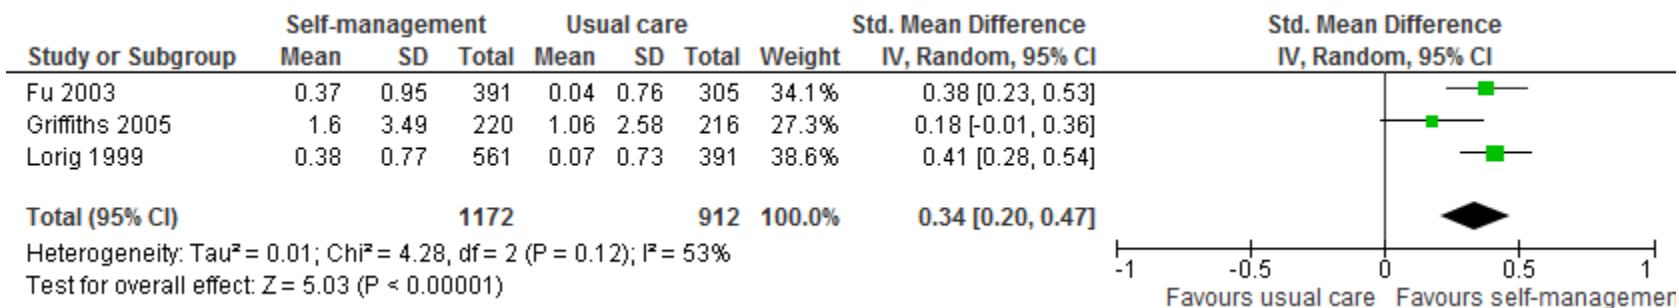 Self-management Usual care Std. Mean Difference Std. Mean Difference
Study or Subgroup Mean SD Total Mean SD Total Weight IV, Random, 95% CI IV, Random, 95% CI
Fu 2003 0.37 0.95 391 0.04 0.76 305 34.1% 0.38 [0.23, 0.53]
Griffiths 2005 1.6 3.49 220 1.06 2.58 216 27.3% 0.18 [-0.01, 0.36]
Lorig 1999 0.38 0.77 561 0.07 0.73 391 38.6% 0.41 [0.28, 0.54]
Total (95% CI) 1172 912 100.0% 0.34 [0.20, 0.47]
Heterogeneity: Tau² = 0.01; Chi² = 4.28, df = 2 (P = 0.12); I² = 53%
Test for overall effect: Z = 5.03 (P < 0.00001)
-1 -0.5 0 0.5 1
Favours usual care Favours self-managemen